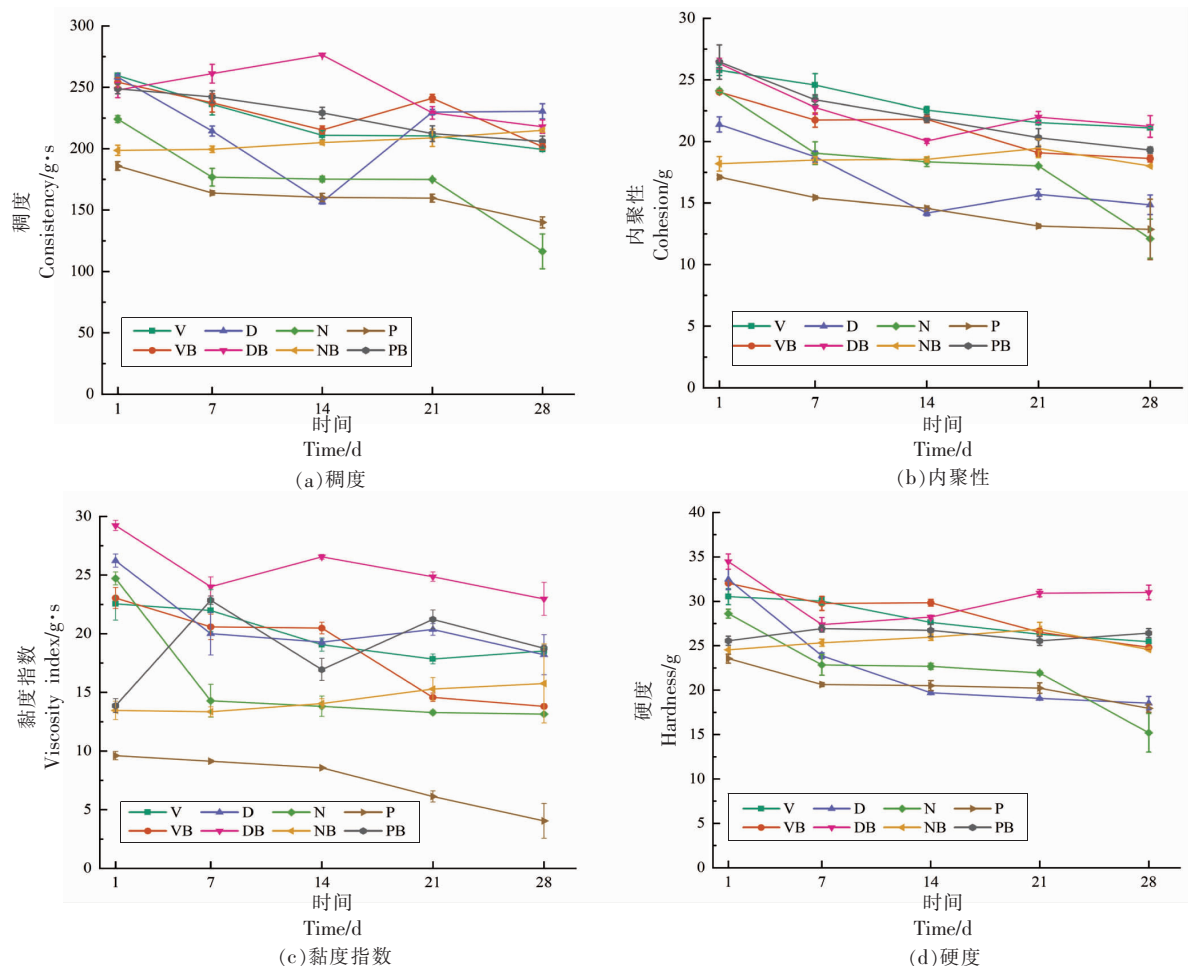 300
250
200
150
100
50
0
稠度
Consistency/g·s
V D N P
VB DB NB PB
1 7 14 21 28
时间
Time/d
(a)稠度
30
25
20
15
10
5
0
内聚性
Cohesion/g
V D N P
VB DB NB PB
1 7 14 21 28
时间
Time/d
(b)内聚性
30
25
20
15
10
5
0
黏度指数
Viscosity index/g·s
V D N P
VB DB NB PB
1 7 14 21 28
时间
Time/d
(c)黏度指数
40
35
30
25
20
15
10
5
0
硬度
Hardness/g
V D N P
VB DB NB PB
1 7 14 21 28
时间
Time/d
(d)硬度